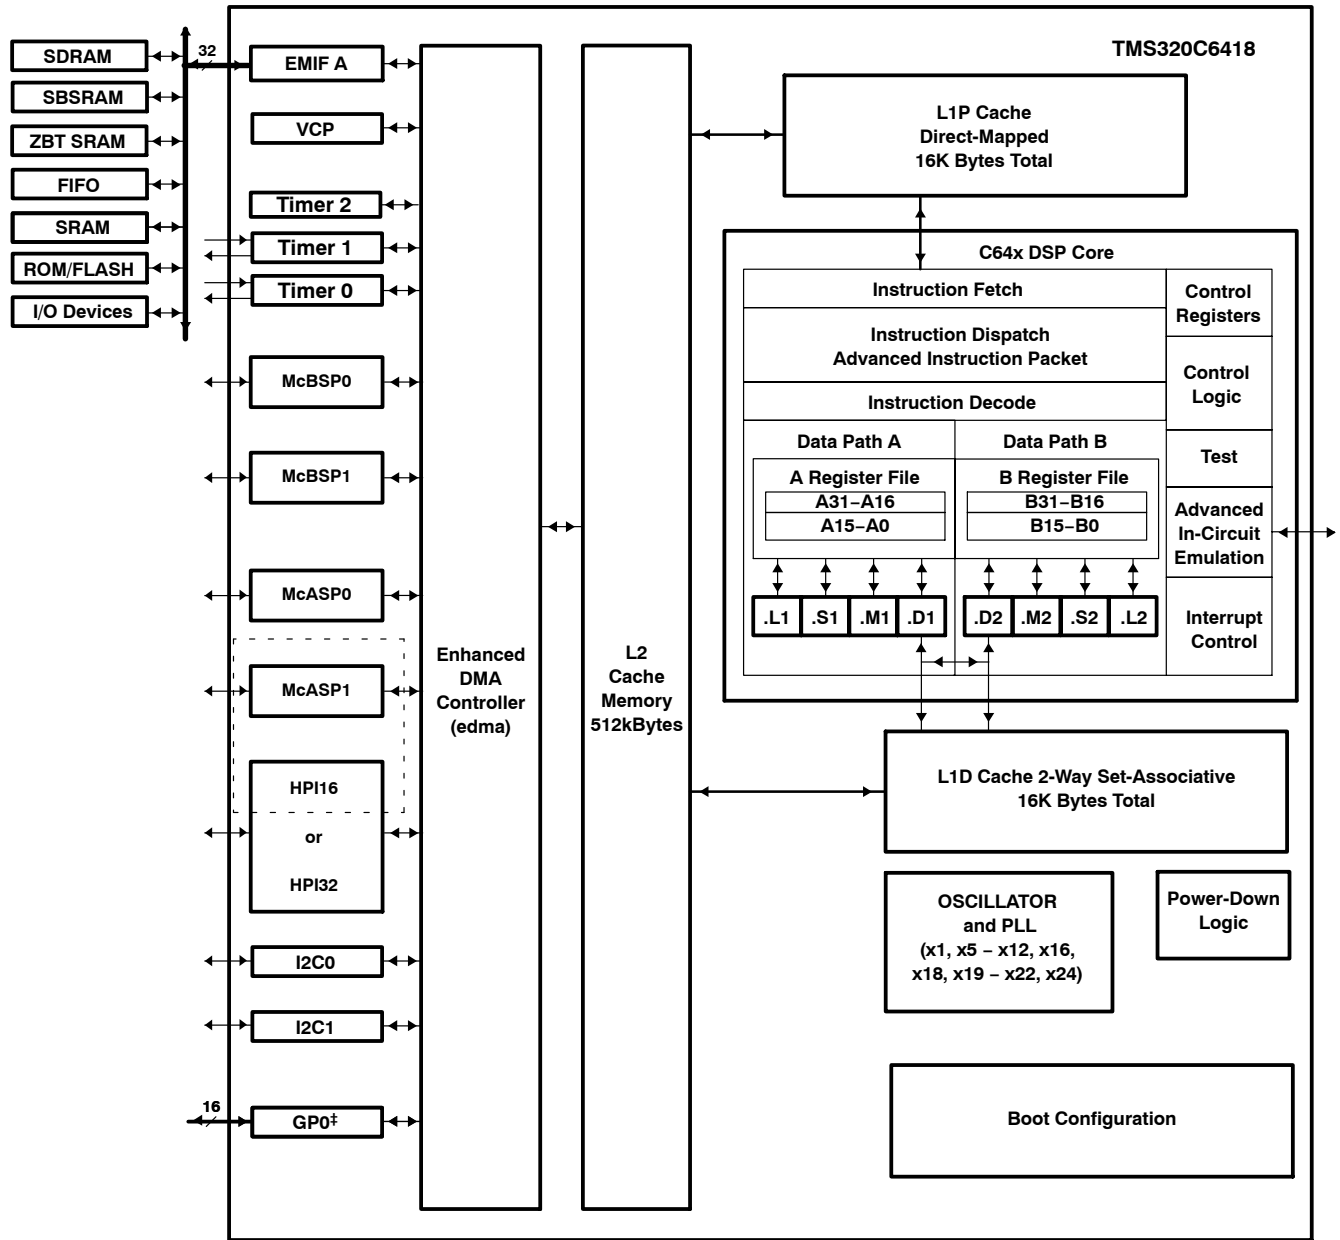 TMS320C6418
SDRAM
SBSRAM
ZBT SRAM
FIFO
SRAM
ROM/FLASH
I/O Devices
32
EMIF A
VCP
Timer 2
Timer 1
Timer 0
McBSP0
McBSP1
McASP0
McASP1
HPI16
or
HPI32
I2C0
I2C1
16
GP0‡
Enhanced
DMA
Controller
(edma)
L2
Cache
Memory
512kBytes
L1P Cache
Direct-Mapped
16K Bytes Total
C64x DSP Core
Instruction Fetch
Instruction Dispatch
Advanced Instruction Packet
Instruction Decode
Data Path A
A Register File
A31−A16
A15−A0
.L1 .S1 .M1 .D1
Data Path B
B Register File
B31−B16
B15−B0
.D2 .M2 .S2 .L2
Control
Registers
Control
Logic
Test
Advanced
In-Circuit
Emulation
Interrupt
Control
L1D Cache 2-Way Set-Associative
16K Bytes Total
OSCILLATOR
and PLL
(x1, x5 − x12, x16,
x18, x19 − x22, x24)
Power-Down
Logic
Boot Configuration